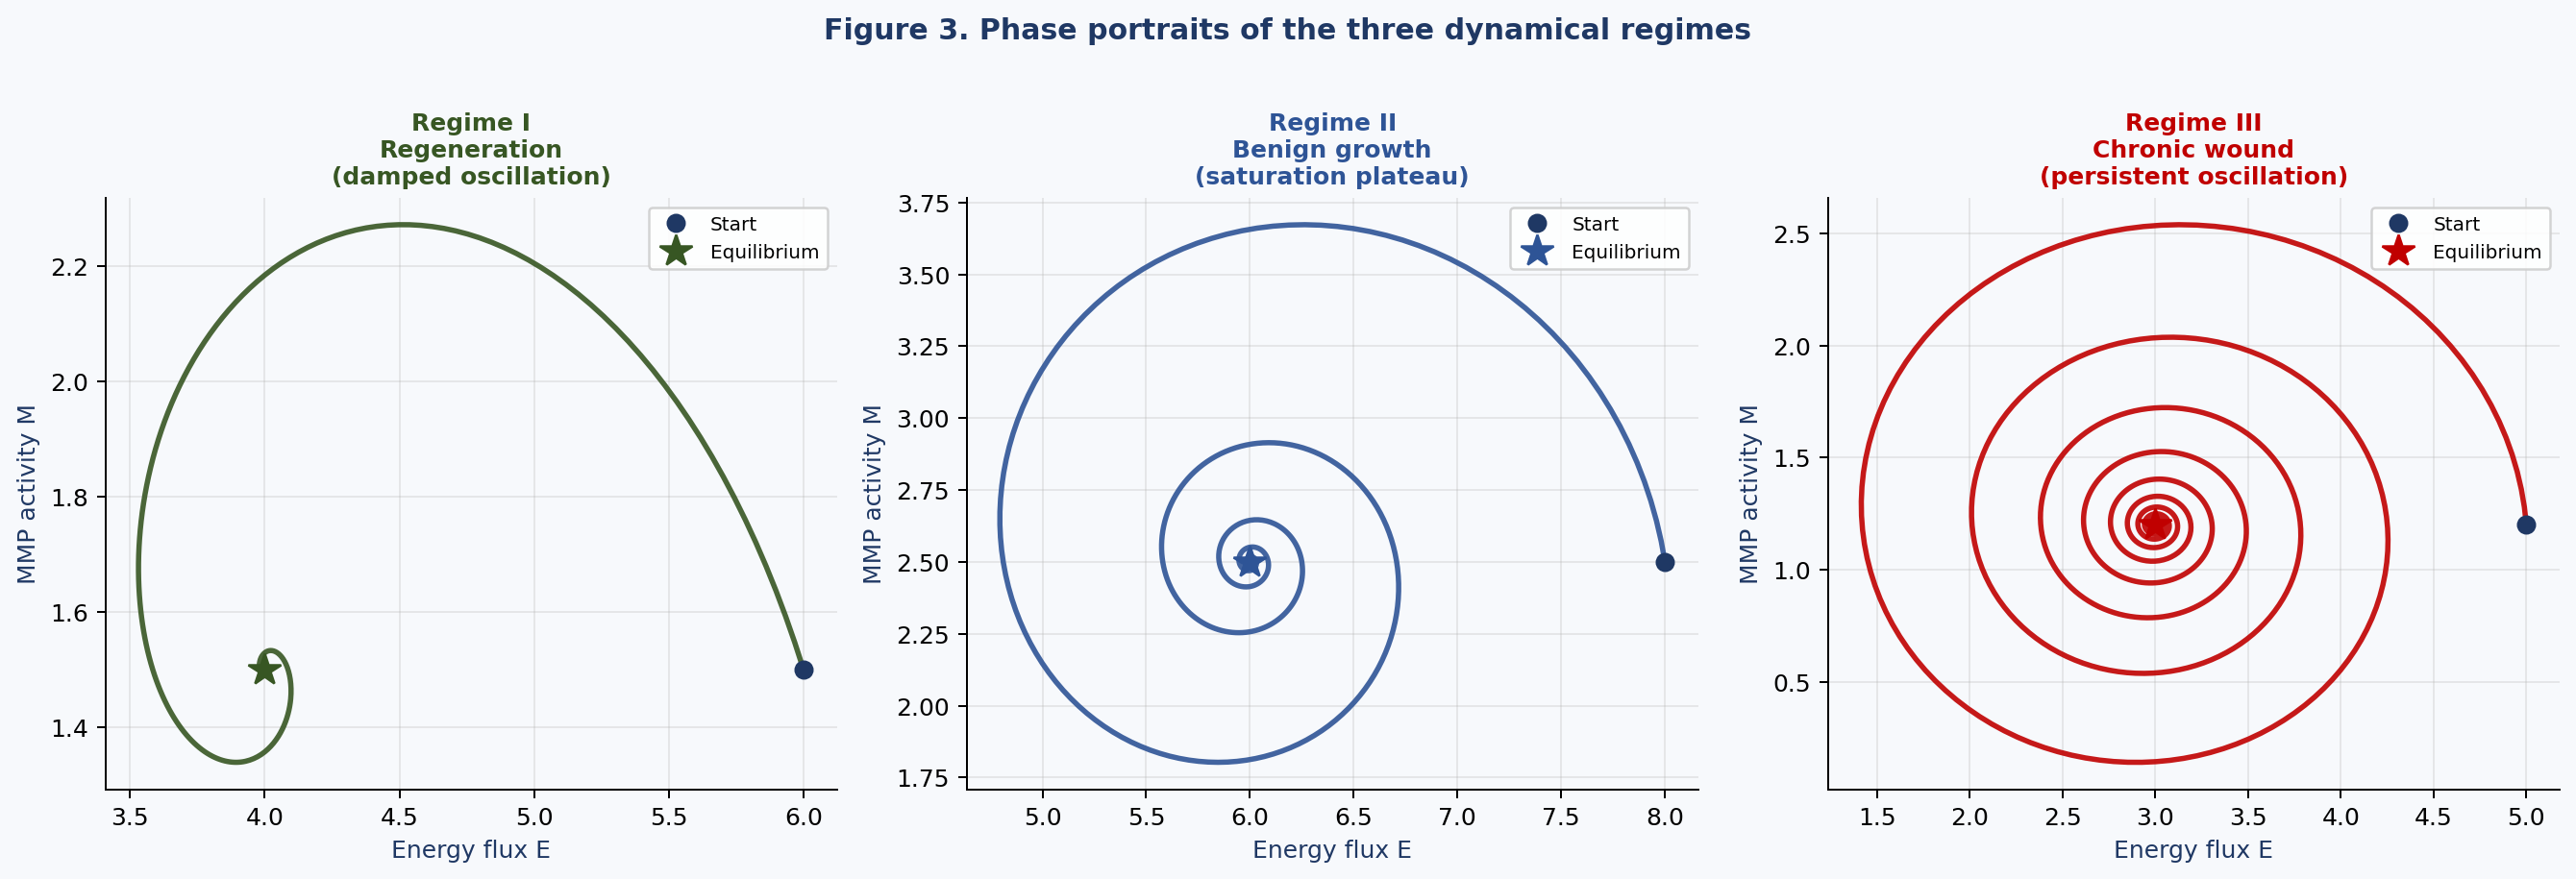 Figure 3. Phase portraits of the three dynamical regimes
Regime I
Regeneration
(damped oscillation)
Start
Equilibrium
2.2
2.0
1.8
1.6
1.4
MMP activity M
3.5
4.0
4.5
5.0
5.5
6.0
Energy flux E
Regime II
Benign growth
(saturation plateau)
Start
Equilibrium
3.75
3.50
3.25
3.00
2.75
2.50
2.25
2.00
1.75
MMP activity M
5.0
5.5
6.0
6.5
7.0
7.5
8.0
Energy flux E
Regime III
Chronic wound
(persistent oscillation)
Start
Equilibrium
2.5
2.0
1.5
1.0
0.5
MMP activity M
1.5
2.0
2.5
3.0
3.5
4.0
4.5
5.0
Energy flux E